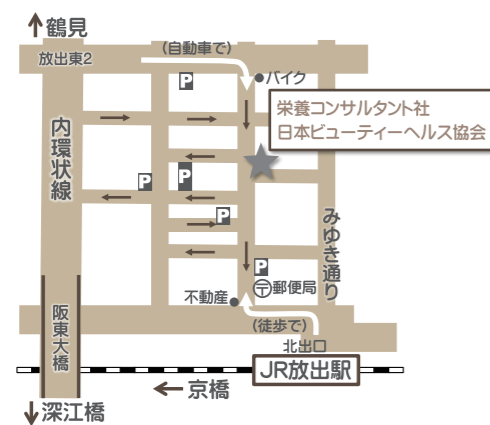 鶴見
放出東2
(自動車で)
P
バイク
栄養コンサルタント社
日本ビューティーヘルス協会
内環状線
P
P
P
みゆき通り
P
〒郵便局
不動産
(徒歩で)
阪東大橋
北出口
JR放出駅
京橋
深江橋